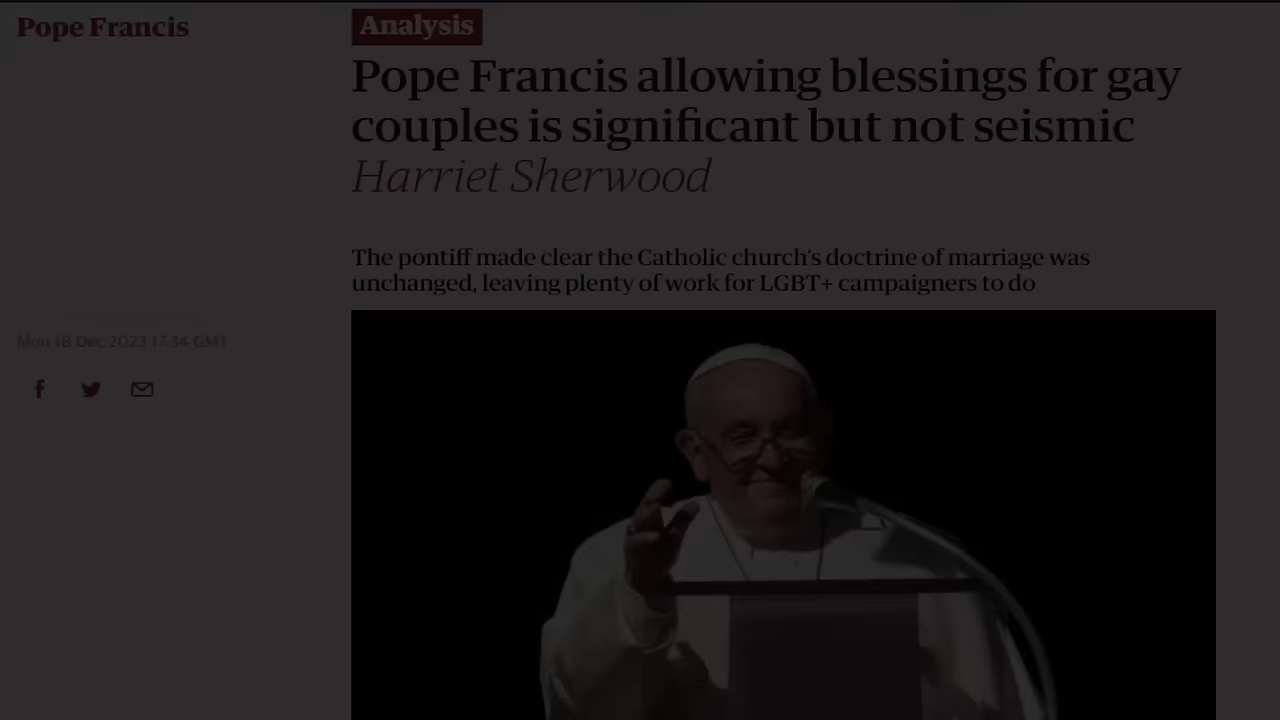 Pope Francis
Analysis
Pope Francis allowing blessings for gay
couples is significant but not seismic
Harriet Sherwood
The pontiff made clear the Catholic church's doctrine of marriage was
unchanged, leaving plenty of work for LGBT+ campaigners to do
Mon 18 Dec 2023 17.34 GMT